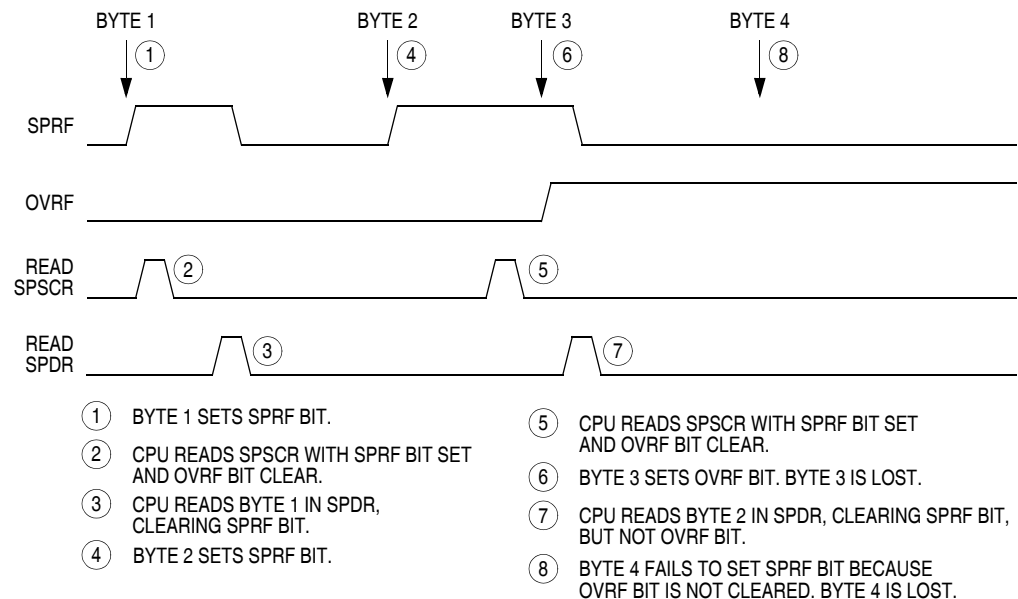 BYTE 1 BYTE 2 BYTE 3 BYTE 4
1 4 6 8
SPRF
OVRF
READ
SPSCR
2 5
READ
SPDR
3 7
1 BYTE 1 SETS SPRF BIT.
2 CPU READS SPSCR WITH SPRF BIT SET
AND OVRF BIT CLEAR.
3 CPU READS BYTE 1 IN SPDR,
CLEARING SPRF BIT.
4 BYTE 2 SETS SPRF BIT.
5 CPU READS SPSCR WITH SPRF BIT SET
AND OVRF BIT CLEAR.
6 BYTE 3 SETS OVRF BIT. BYTE 3 IS LOST.
7 CPU READS BYTE 2 IN SPDR, CLEARING SPRF BIT,
BUT NOT OVRF BIT.
8 BYTE 4 FAILS TO SET SPRF BIT BECAUSE
OVRF BIT IS NOT CLEARED. BYTE 4 IS LOST.